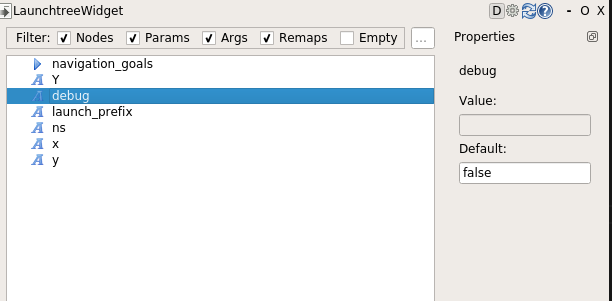 LaunchtreeWidget
D
- O X
Filter: Nodes Params Args Remaps Empty ...
navigation_goals
Y
debug
launch_prefix
ns
x
y
Properties
debug
Value:
Default:
false